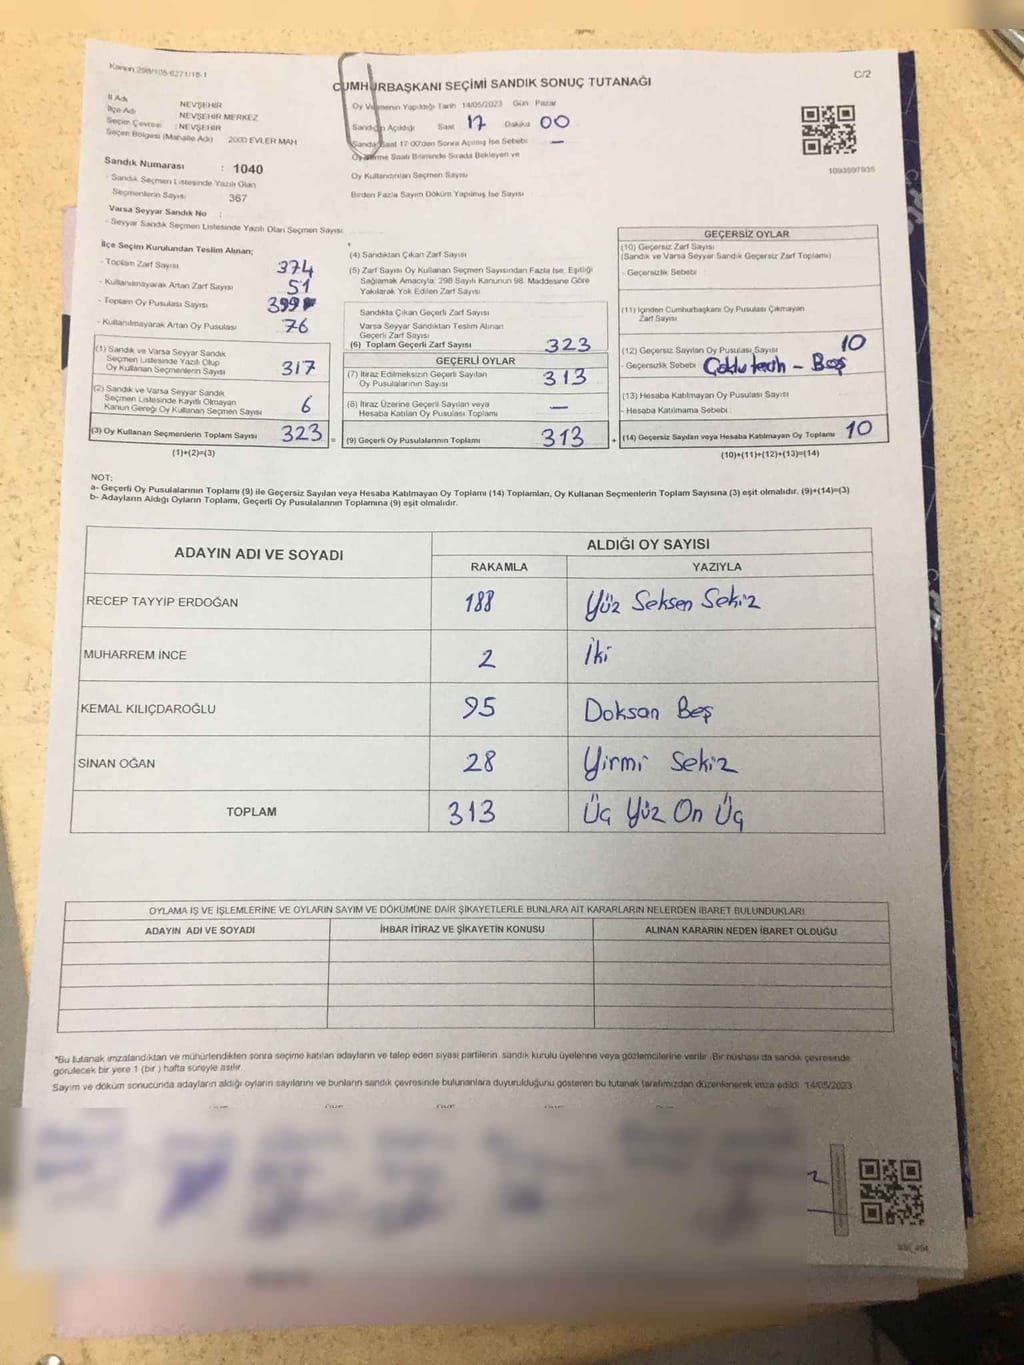 Kanun 298/105-6271/18-1
CUMHURBAŞKANI SEÇİMİ SANDIK SONUÇ TUTANAĞI
C/2
İl Adı NEVŞEHİR
İlçe Adı NEVŞEHİR MERKEZ
Seçim Çevresi : NEVŞEHİR
Seçen Bölgesi (Mahalle Adı) 2000 EVLER MAH
Oy Vermenin Yapıldığı Tarih 14/05/2023 Gün Pazar
Sandığın Açıldığı Saat 17 Dakika 00
Sandık Saat 17:00'den Sonra Açılmış İse Sebebi —
Oy Verme Saati Bitiminde Sırada Bekleyen ve
Oy Kullandırılan Seçmen Sayısı
Birden Fazla Sayım Döküm Yapılmış İse Sayısı
1093997935
Sandık Numarası : 1040
- Sandık Seçmen Listesinde Yazılı Olan
Seçmenlerin Sayısı 367
Varsa Seyyar Sandık No :
- Seyyar Sandık Seçmen Listesinde Yazılı Olan Seçmen Sayısı
İlçe Seçim Kurulundan Teslim Alınan;
- Toplam Zarf Sayısı 374
- Kullanılmayarak Artan Zarf Sayısı 51
- Toplam Oy Pusulası Sayısı 399
- Kullanılmayarak Artan Oy Pusulası 76
(1) Sandık ve Varsa Seyyar Sandık
Seçmen Listesinde Yazılı Olup
Oy Kullanan Seçmenlerin Sayısı 317
(2) Sandık ve Varsa Seyyar Sandık
Seçmen Listesinde Kayıtlı Olmayan
Kanun Gereği Oy Kullanan Seçmen Sayısı 6
(3) Oy Kullanan Seçmenlerin Toplam Sayısı 323 =
(1)+(2)=(3)
(4) Sandıktan Çıkan Zarf Sayısı
(5) Zarf Sayısı Oy Kullanan Seçmen Sayısından Fazla İse, Eşitliği
Sağlamak Amacıyla; 298 Sayılı Kanunun 98. Maddesine Göre
Yakılarak Yok Edilen Zarf Sayısı
Sandıkta Çıkan Geçerli Zarf Sayısı
Varsa Seyyar Sandıktan Teslim Alınan
Geçerli Zarf Sayısı
(6) Toplam Geçerli Zarf Sayısı 323
GEÇERLİ OYLAR
(7) İtiraz Edilmeksizin Geçerli Sayılan
Oy Pusulalarının Sayısı 313
(8) İtiraz Üzerine Geçerli Sayılan veya
Hesaba Katılan Oy Pusulası Toplamı —
(9) Geçerli Oy Pusulalarının Toplamı 313 +
GEÇERSİZ OYLAR
(10) Geçersiz Zarf Sayısı
(Sandık ve Varsa Seyyar Sandık Geçersiz Zarf Toplamı)
- Geçersizlik Sebebi :
(11) İçinden Cumhurbaşkanı Oy Pusulası Çıkmayan
Zarf Sayısı
(12) Geçersiz Sayılan Oy Pusulası Sayısı 10
- Geçersizlik Sebebi Çoklu tercih - Boş
(13) Hesaba Katılmayan Oy Pusulası Sayısı
- Hesaba Katılmama Sebebi :
(14) Geçersiz Sayılan veya Hesaba Katılmayan Oy Toplamı 10
(10)+(11)+(12)+(13)=(14)
NOT:
a- Geçerli Oy Pusulalarının Toplamı (9) ile Geçersiz Sayılan veya Hesaba Katılmayan Oy Toplamı (14) Toplamları, Oy Kullanan Seçmenlerin Toplam Sayısına (3) eşit olmalıdır. (9)+(14)=(3)
b- Adayların Aldığı Oyların Toplamı, Geçerli Oy Pusulalarının Toplamına (9) eşit olmalıdır.
ADAYIN ADI VE SOYADI
ALDIĞI OY SAYISI
RAKAMLA YAZIYLA
RECEP TAYYİP ERDOĞAN 188 Yüz Seksen Sekiz
MUHARREM İNCE 2 İki
KEMAL KILIÇDAROĞLU 95 Doksan Beş
SİNAN OĞAN 28 Yirmi Sekiz
TOPLAM 313 Üç Yüz On Üç
OYLAMA İŞ VE İŞLEMLERİNE VE OYLARIN SAYIM VE DÖKÜMÜNE DAİR ŞİKAYETLERLE BUNLARA AİT KARARLARIN NELERDEN İBARET BULUNDUKLARI
ADAYIN ADI VE SOYADI İHBAR İTİRAZ VE ŞİKAYETİN KONUSU ALINAN KARARIN NEDEN İBARET OLDUĞU
*Bu tutanak imzalandıktan ve mühürlendikten sonra seçime katılan adayların ve talep eden siyasi partilerin sandık kurulu üyelerine veya gözlemcilerine verilir. Bir nüshası da sandık çevresinde
görülecek bir yere 1 (bir) hafta süreyle asılır.
Sayım ve döküm sonucunda adayların aldığı oyların sayılarını ve bunların sandık çevresinde bulunanlara duyurulduğunu gösteren bu tutanak tarafımızdan düzenlenerek imza edildi. 14/05/2023